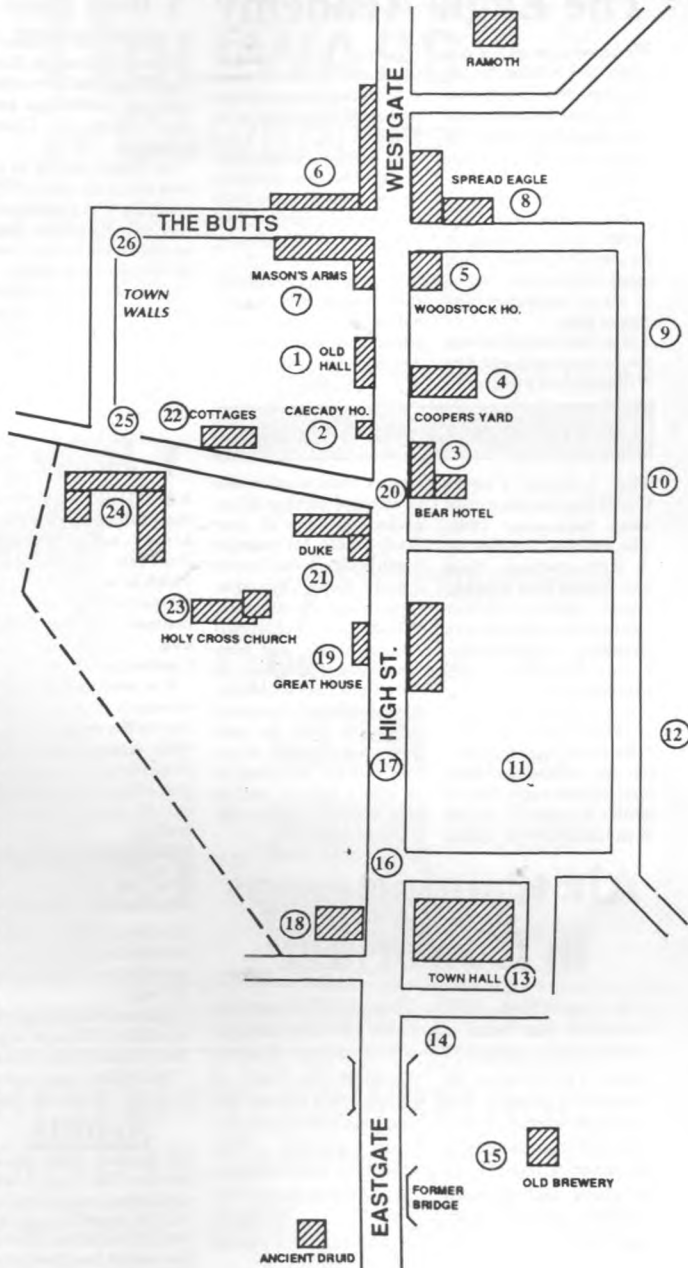 RAMOTH
WESTGATE
6
SPREAD EAGLE
8
THE BUTTS
26
MASON'S ARMS
7
5
WOODSTOCK HO.
TOWN
WALLS
9
1
OLD
HALL
4
COOPERS YARD
22
COTTAGES
CAECADY HO.
2
25
3
10
20
BEAR HOTEL
24
DUKE
21
23
HOLY CROSS CHURCH
19
GREAT HOUSE
HIGH ST.
12
17
11
16
18
TOWN HALL
13
14
EASTGATE
15
OLD BREWERY
FORMER
BRIDGE
ANCIENT DRUID